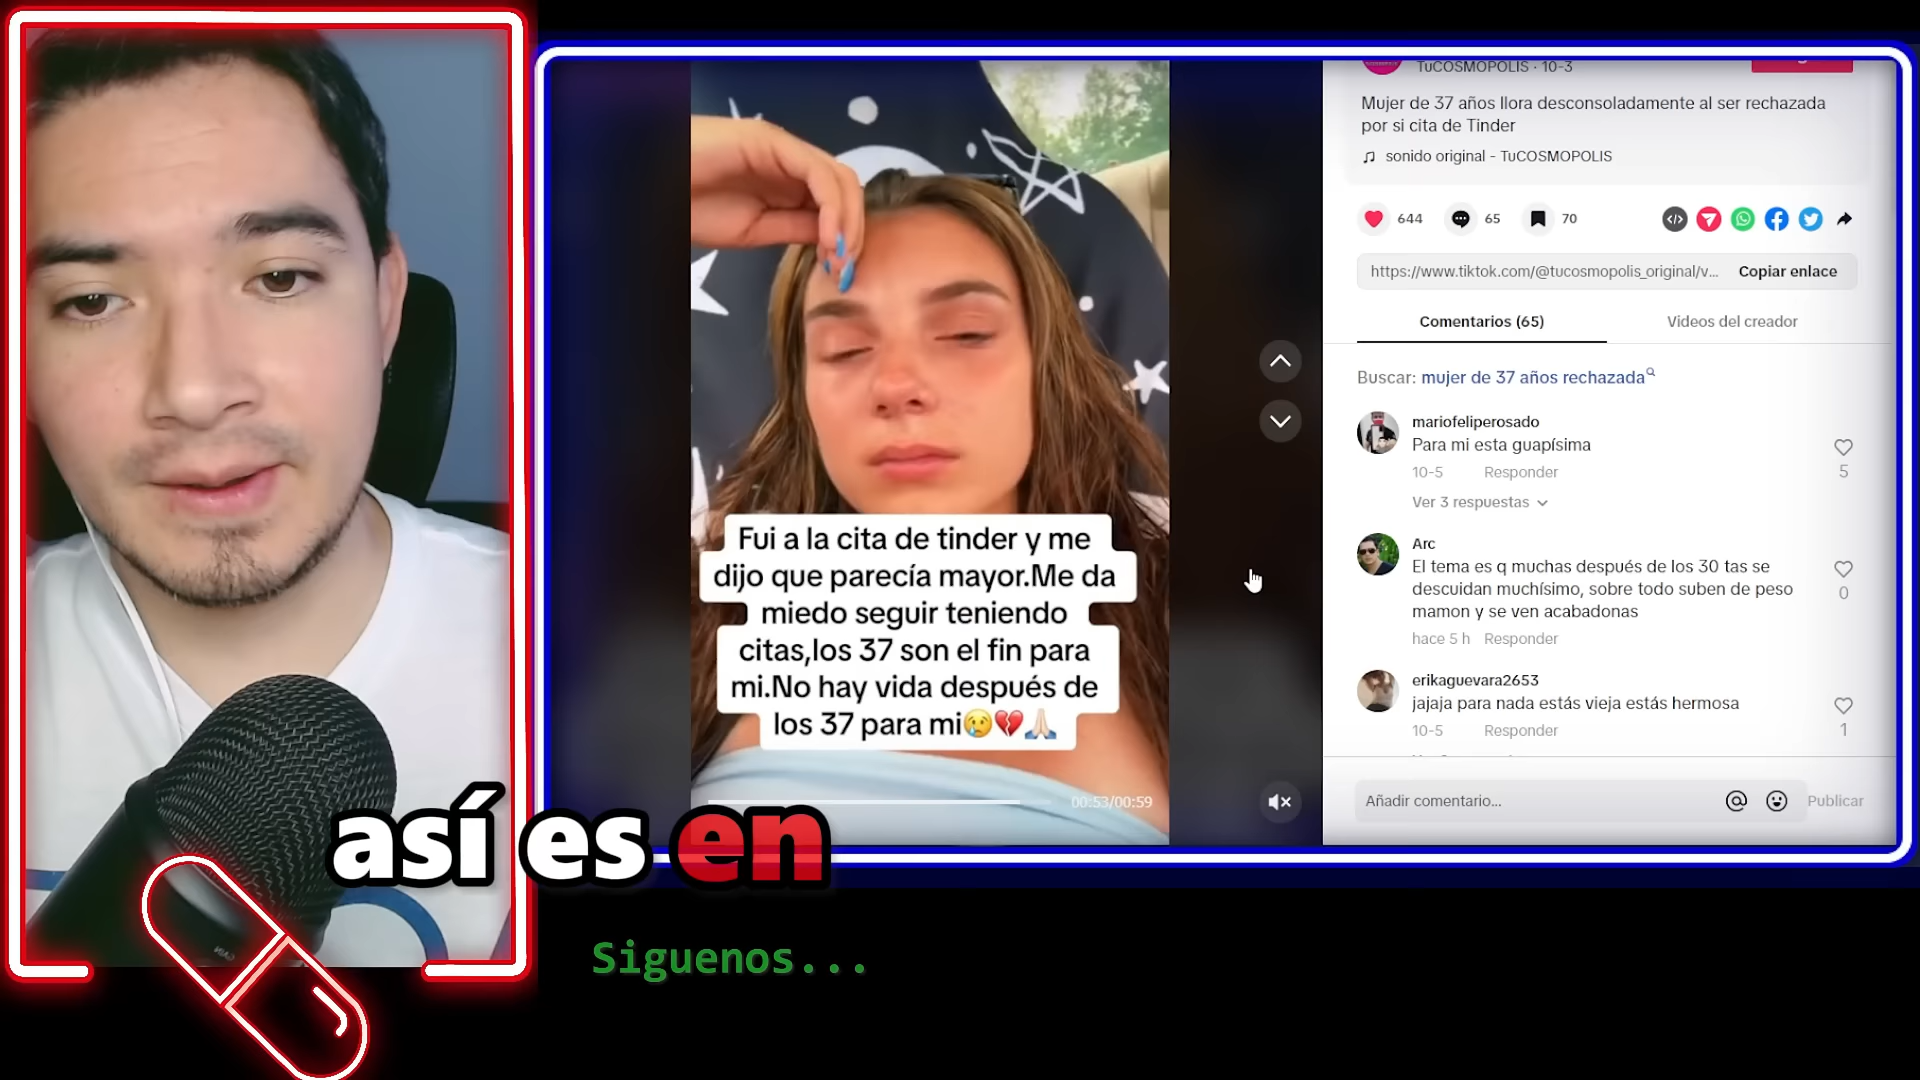 TuCOSMOPOLIS · 10-3
Mujer de 37 años llora desconsoladamente al ser rechazada
por si cita de Tinder
sonido original - TuCOSMOPOLIS
644
65
70
https://www.tiktok.com/@tucosmopolis_original/v...
Copiar enlace
Comentarios (65)
Videos del creador
Buscar: mujer de 37 años rechazada
mariofeliperosado
Para mi esta guapísima
10-5 Responder
5
Ver 3 respuestas
Arc
El tema es q muchas después de los 30 tas se
descuidan muchísimo, sobre todo suben de peso
mamon y se ven acabadonas
0
hace 5 h Responder
erikaguevara2653
jajaja para nada estás vieja estás hermosa
10-5 Responder
1
Añadir comentario...
Publicar
Fui a la cita de tinder y me
dijo que parecía mayor.Me da
miedo seguir teniendo
citas,los 37 son el fin para
mi.No hay vida después de
los 37 para mi😢💔🙏🏻
00:53/00:59
así es en
Siguenos...